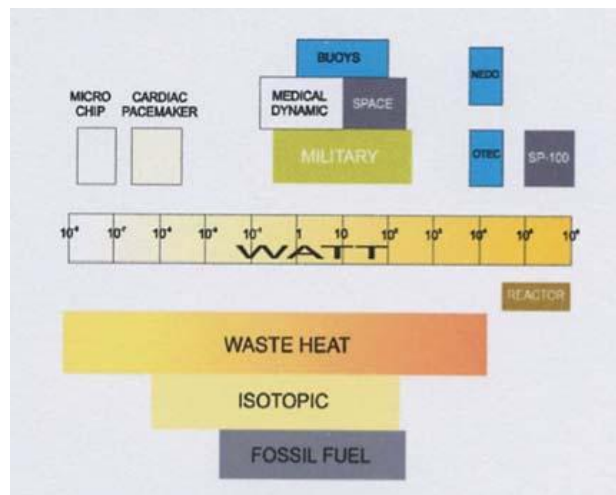 BUOYS
NEDO
MICRO
CHIP
CARDIAC
PACEMAKER
MEDICAL
DYNAMIC
SPACE
MILITARY
OTEC
SP-100
1 10
WATT
REACTOR
WASTE HEAT
ISOTOPIC
FOSSIL FUEL